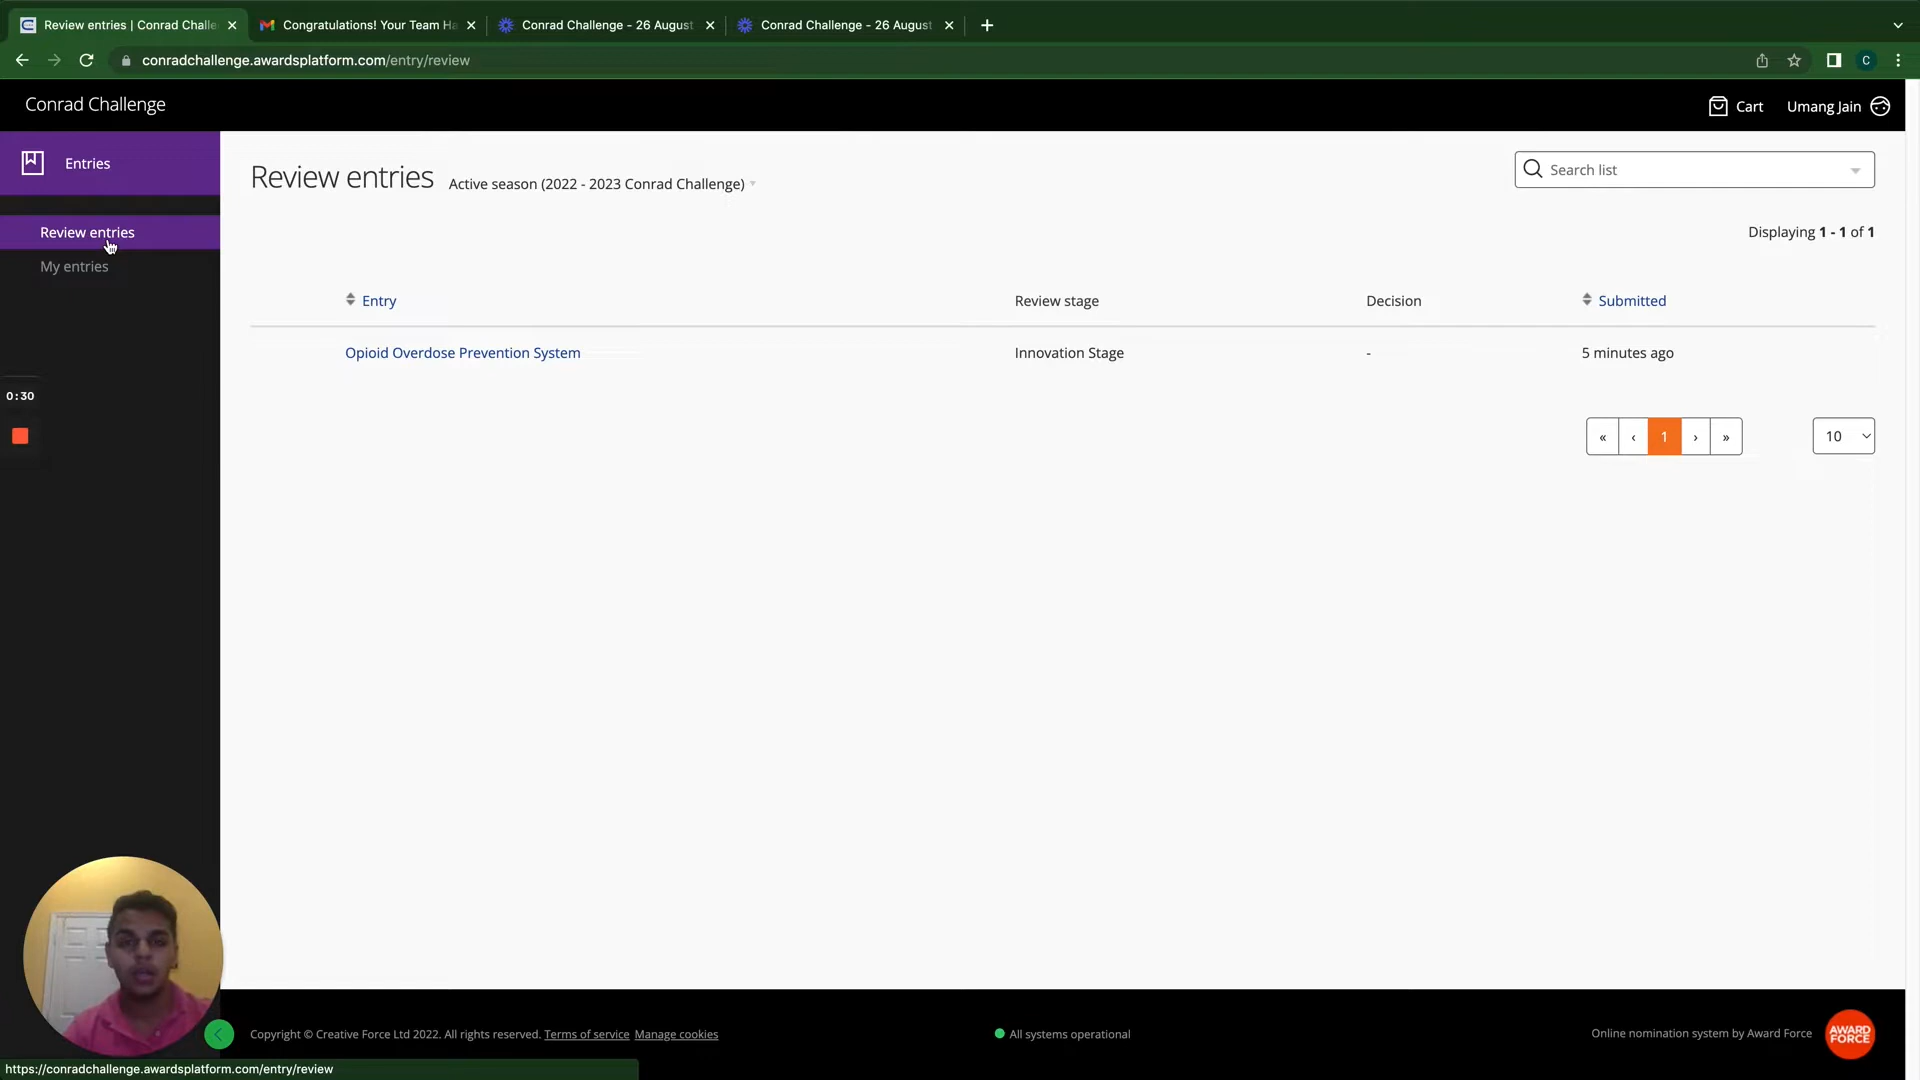 Review entries | Conrad Challe
Congratulations! Your Team Ha
Conrad Challenge - 26 August
Conrad Challenge - 26 August
conradchallenge.awardsplatform.com/entry/review
C
Conrad Challenge
Cart
Umang Jain
Entries
Review entries
My entries
Review entries
Active season (2022 - 2023 Conrad Challenge)
Search list
Displaying 1 - 1 of 1
Entry
Review stage
Decision
Submitted
Opioid Overdose Prevention System
Innovation Stage
-
5 minutes ago
« ‹ 1 › »
10
0:30
Copyright © Creative Force Ltd 2022. All rights reserved. Terms of service Manage cookies
All systems operational
Online nomination system by Award Force
AWARD
FORCE
https://conradchallenge.awardsplatform.com/entry/review